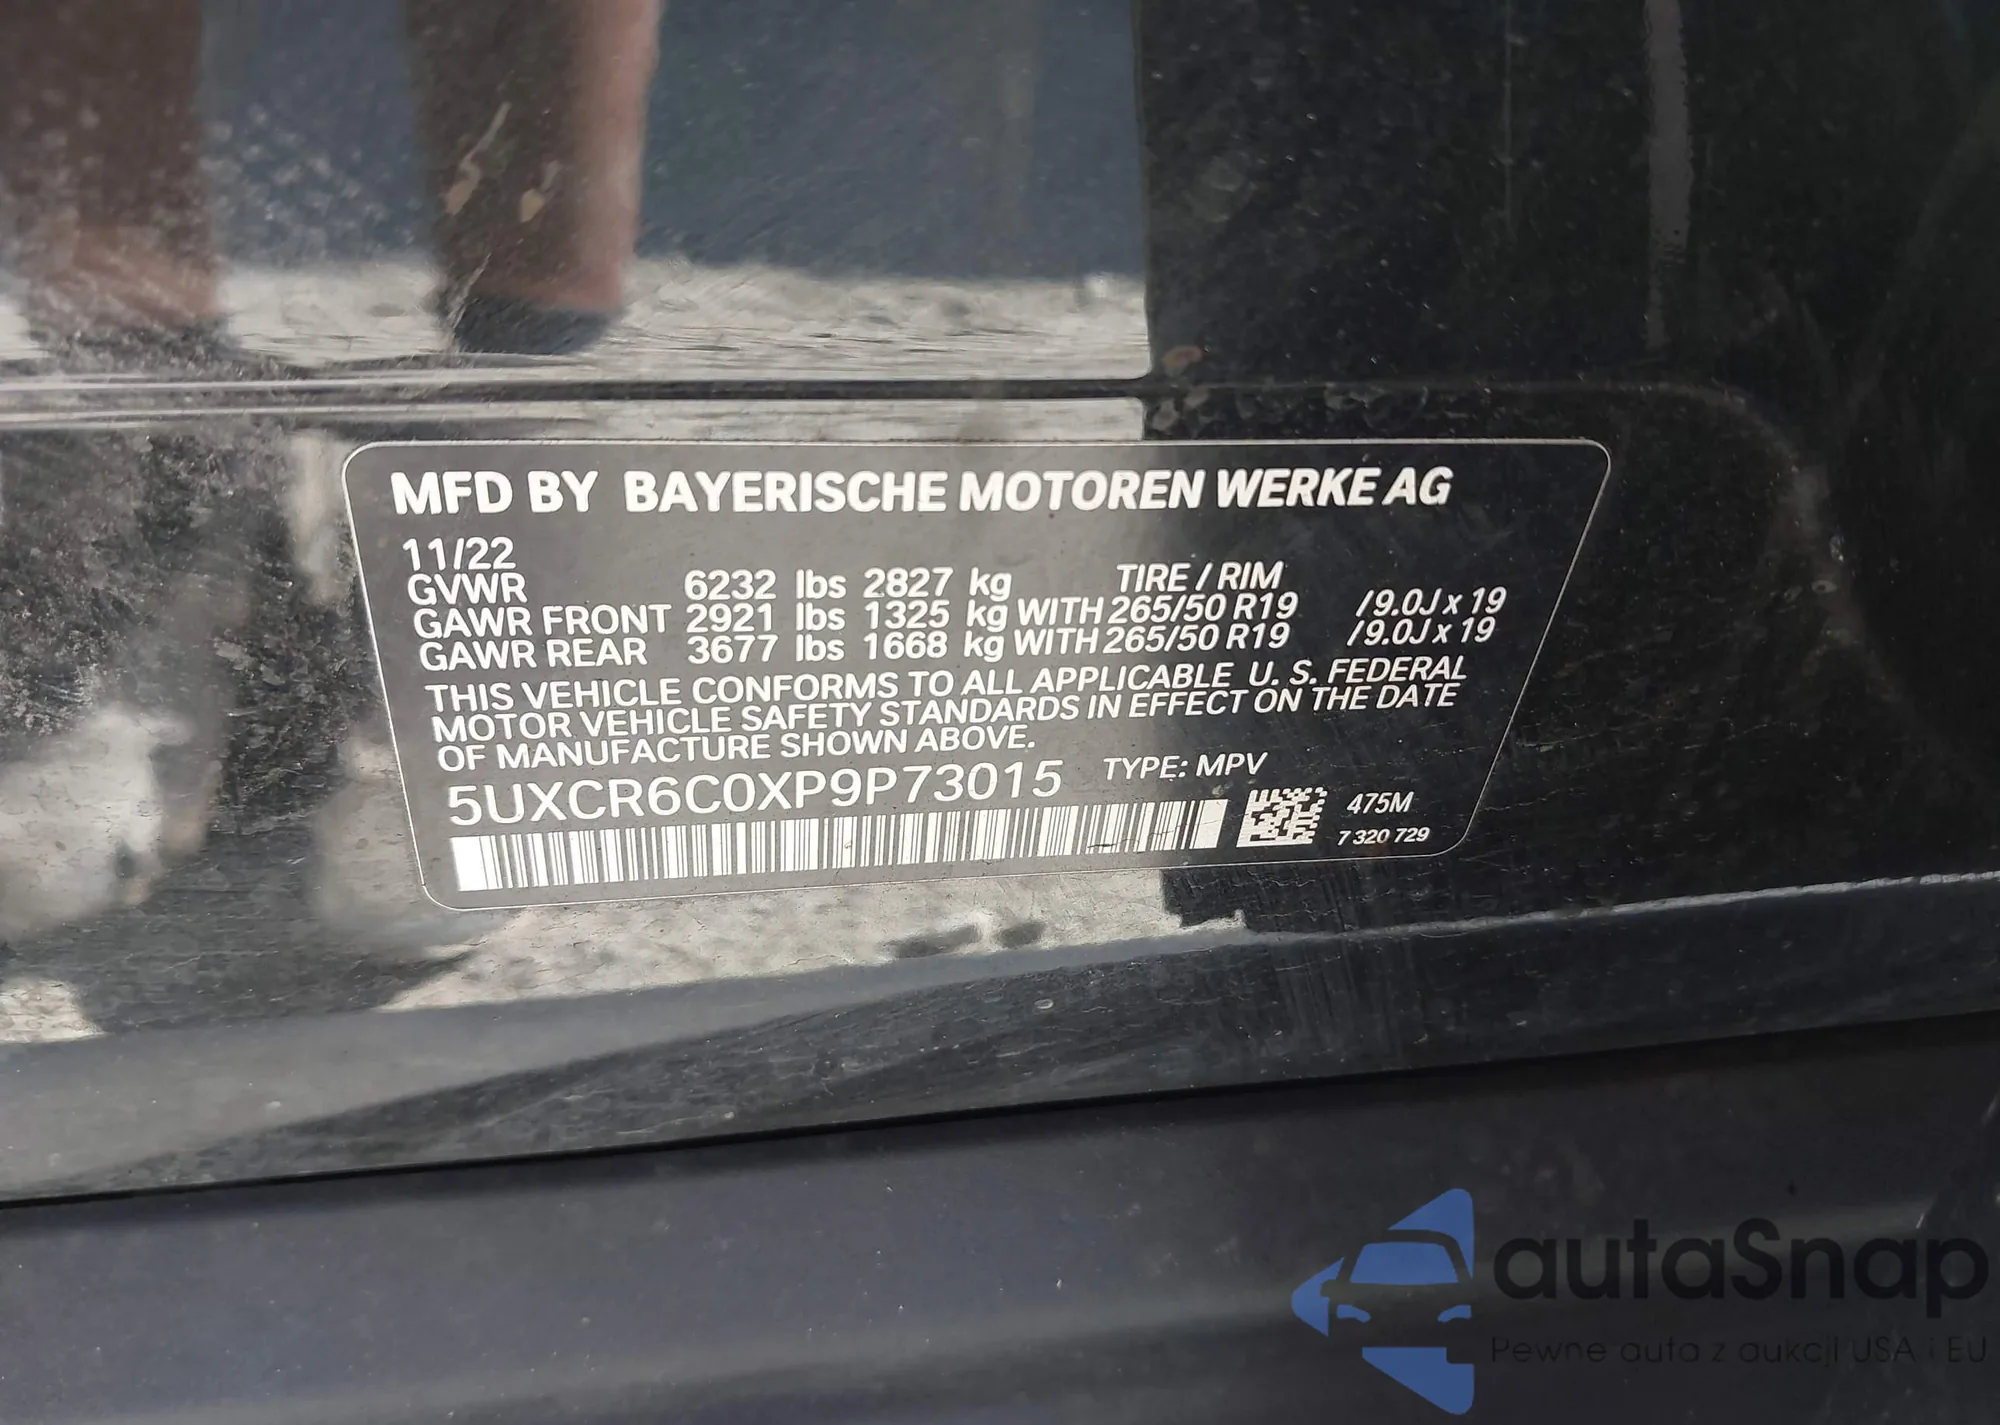 MFD BY BAYERISCHE MOTOREN WERKE AG
11/22
GVWR 6232 lbs 2827 kg TIRE / RIM
GAWR FRONT 2921 lbs 1325 kg WITH 265/50 R19 /9.0J x 19
GAWR REAR 3677 lbs 1668 kg WITH 265/50 R19 /9.0J x 19
THIS VEHICLE CONFORMS TO ALL APPLICABLE U. S. FEDERAL
MOTOR VEHICLE SAFETY STANDARDS IN EFFECT ON THE DATE
OF MANUFACTURE SHOWN ABOVE.
5UXCR6C0XP9P73015 TYPE: MPV
475M
7 320 729
autaSnap
Pewne auta z aukcji USA i EU